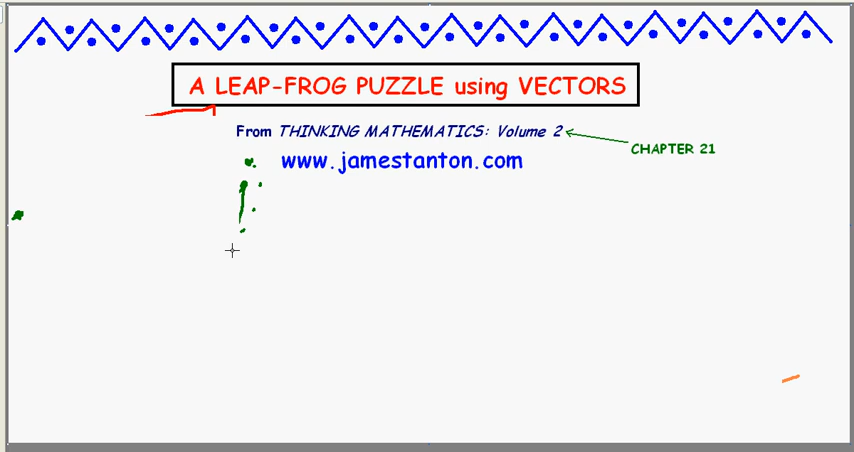 A LEAP-FROG PUZZLE using VECTORS
From THINKING MATHEMATICS: Volume 2
CHAPTER 21
www.jamestanton.com